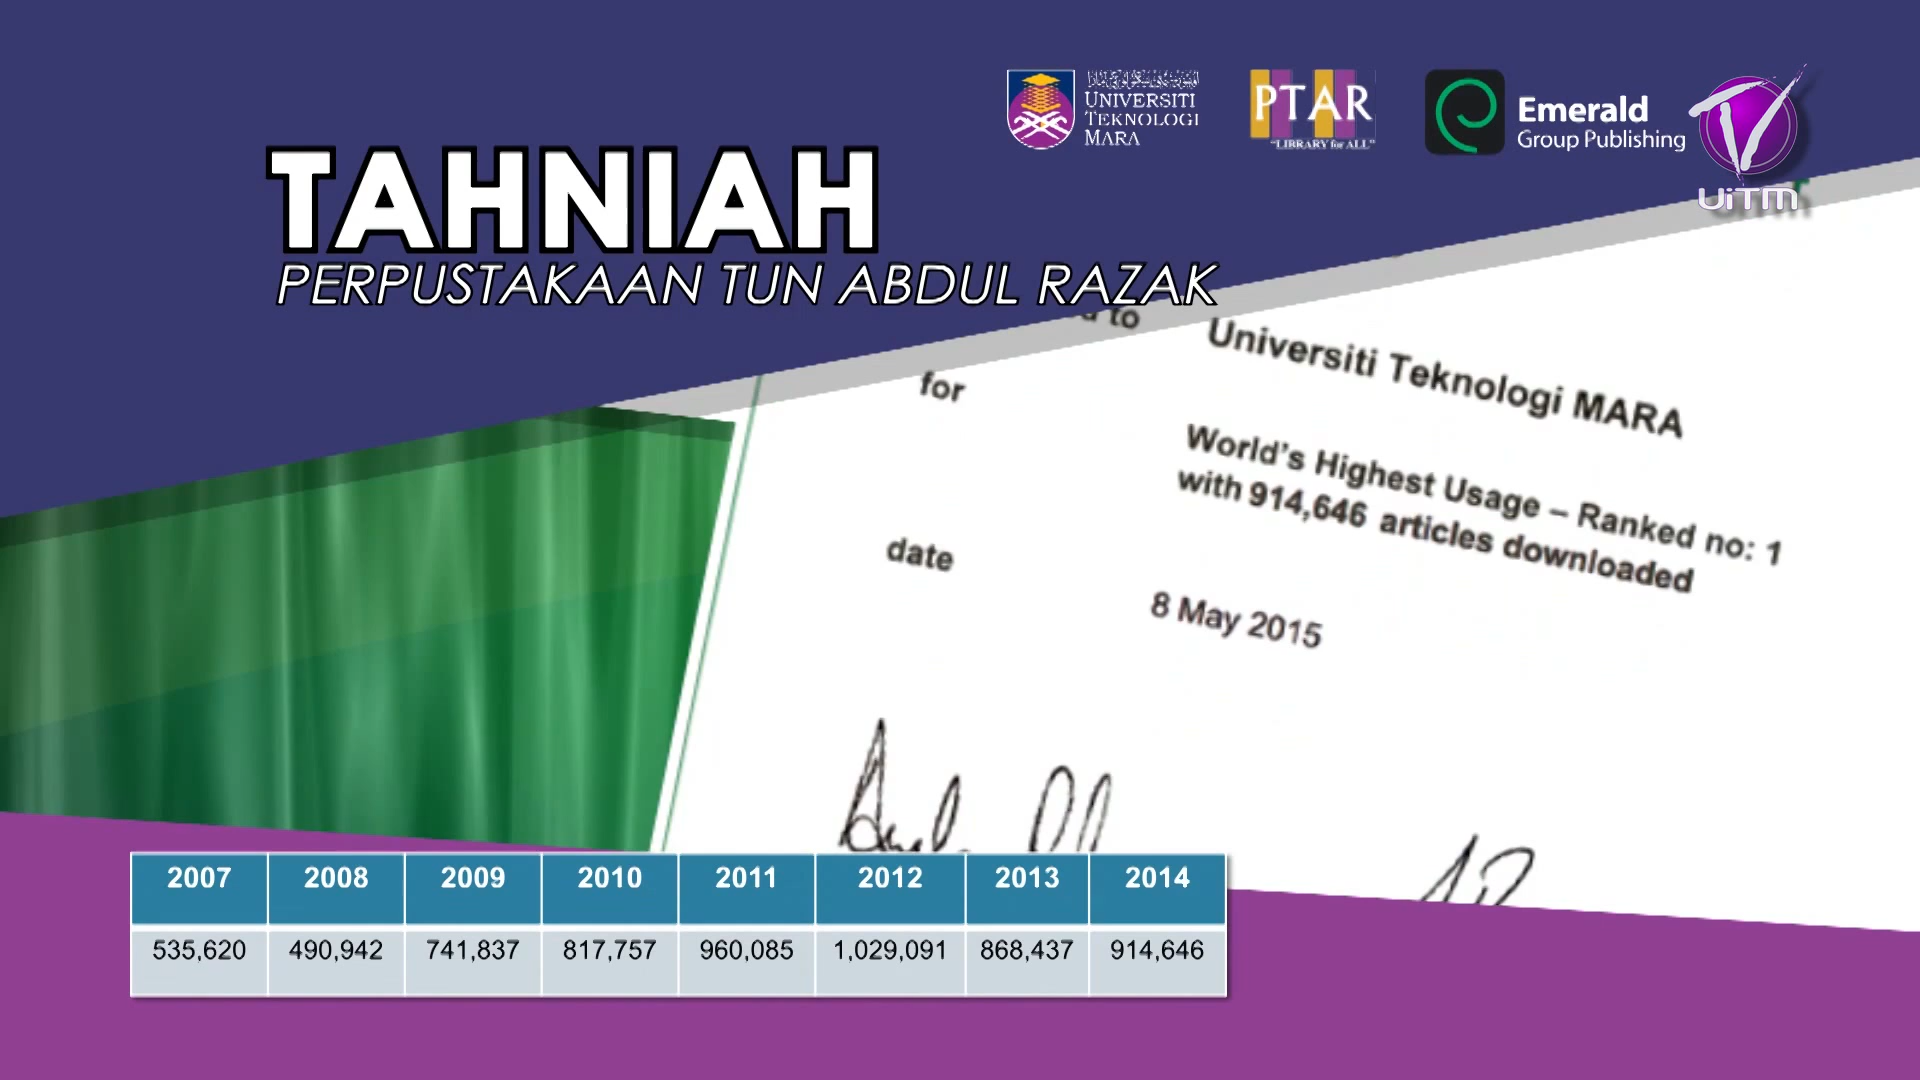 UNIVERSITI
TEKNOLOGI
MARA
PTAR
"LIBRARY for ALL"
Emerald
Group Publishing
TV
UiTM
TAHNIAH
PERPUSTAKAAN TUN ABDUL RAZAK
to
Universiti Teknologi MARA
for
World's Highest Usage – Ranked no: 1
with 914,646 articles downloaded
date
8 May 2015
2007 2008 2009 2010 2011 2012 2013 2014
535,620 490,942 741,837 817,757 960,085 1,029,091 868,437 914,646